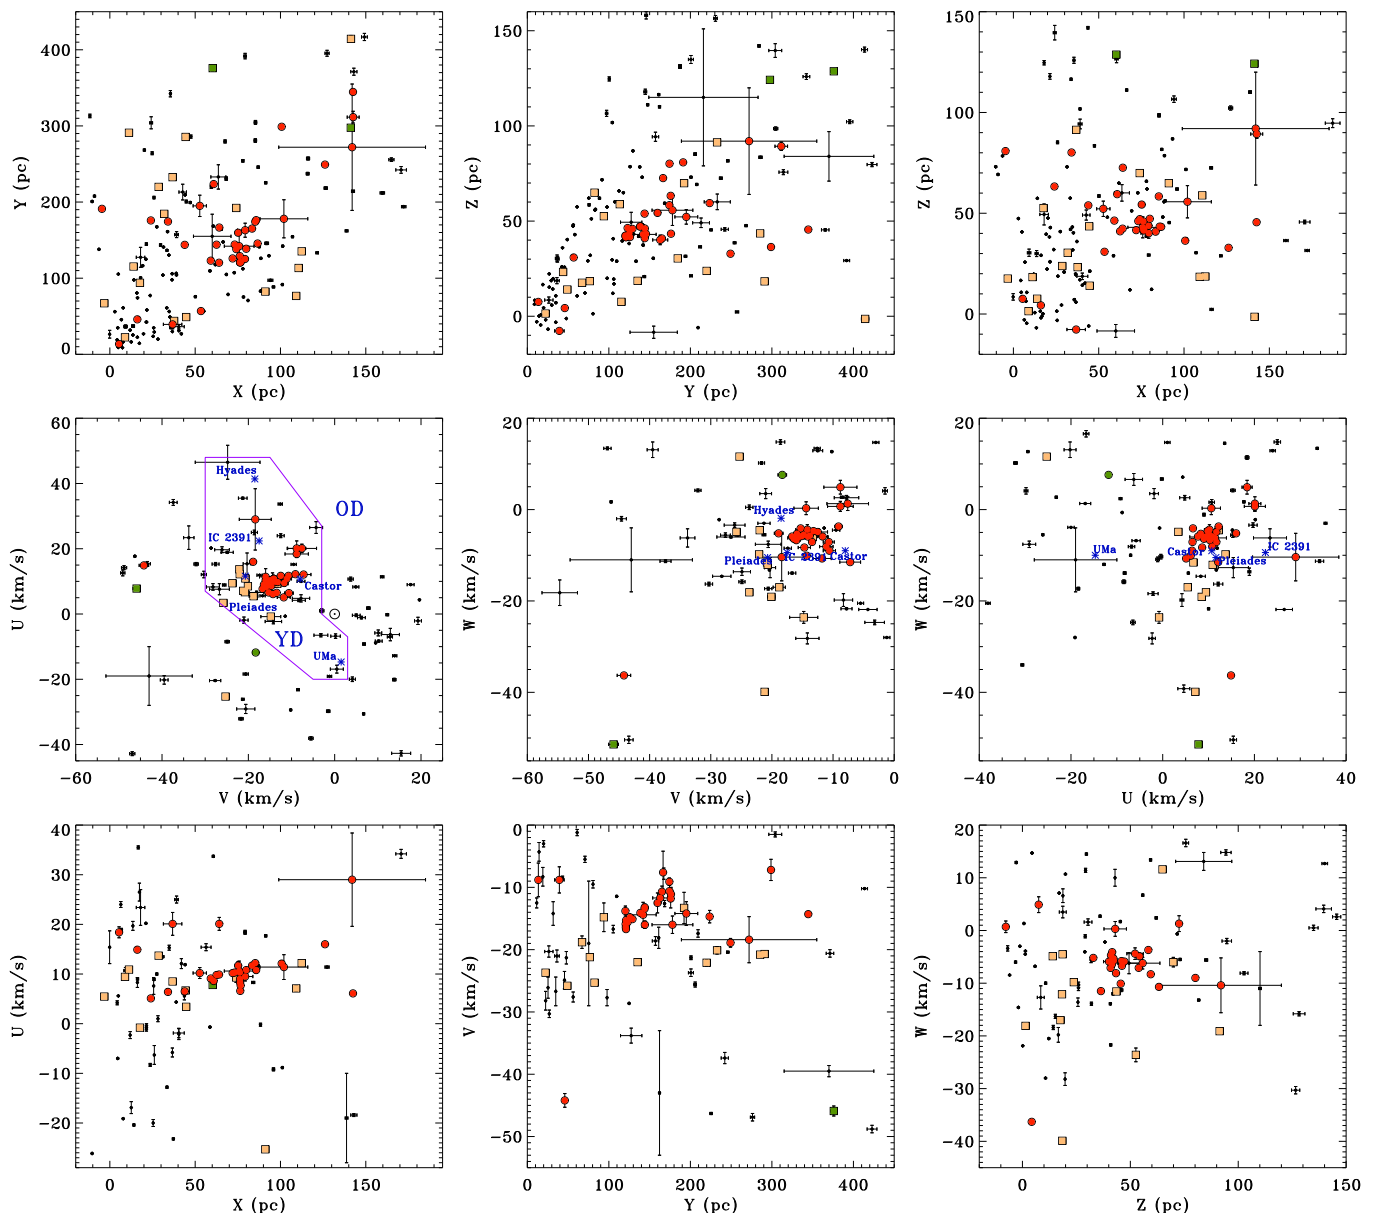 400
300
200
100
0
Y (pc)
0 50 100 150
X (pc)
150
100
50
0
Z (pc)
0 100 200 300 400
Y (pc)
150
100
50
0
Z (pc)
0 50 100 150
X (pc)
60
40
20
0
−20
−40
U (km/s)
Hyades
OD
IC 2391
Castor
Pleiades
YD
UMa
−60 −40 −20 0 20
V (km/s)
20
0
−20
−40
W (km/s)
Hyades
Pleiades
IC 2391
Castor
−60 −50 −40 −30 −20 −10 0
V (km/s)
20
0
−20
−40
W (km/s)
UMa
Castor
IC 2391
Pleiades
−40 −20 0 20 40
U (km/s)
40
30
20
10
0
−10
−20
U (km/s)
0 50 100 150
X (pc)
0
−10
−20
−30
−40
−50
V (km/s)
0 100 200 300 400
Y (pc)
20
10
0
−10
−20
−30
−40
W (km/s)
0 50 100 150
Z (pc)